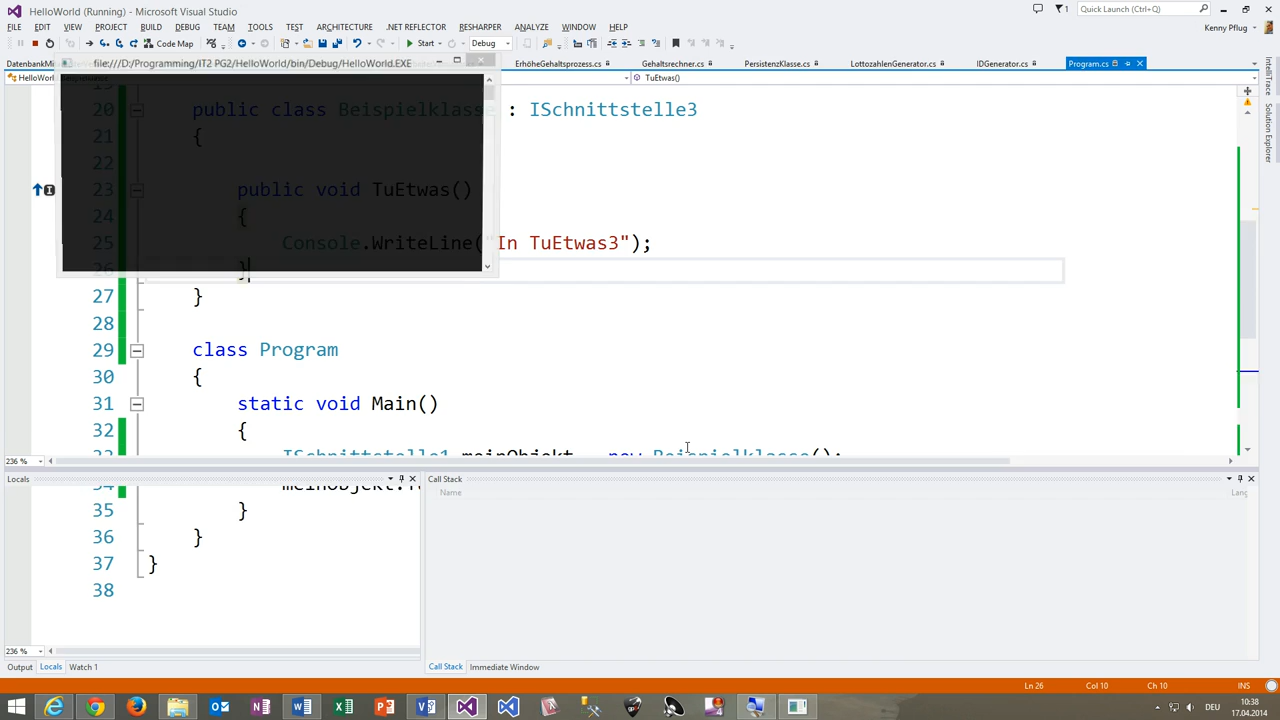 HelloWorld (Running) - Microsoft Visual Studio
Quick Launch (Ctrl+Q)
FILE EDIT VIEW PROJECT BUILD DEBUG TEAM TOOLS TEST ARCHITECTURE .NET REFLECTOR RESHARPER ANALYZE WINDOW HELP
Kenny Pflug
Code Map
Start
Debug
file:///D:/Programming/IT2 PG2/HelloWorld/bin/Debug/HelloWorld.EXE
ErhöheGehaltsprozess.cs
Gehaltsrechner.cs
PersistenzKlasse.cs
LottozahlenGenerator.cs
IDGenerator.cs
Program.cs
TuEtwas()
20 public class Beispielklasse : ISchnittstelle3
21 {
22
23 public void TuEtwas()
24 {
25 Console.WriteLine("In TuEtwas3");
26 }
27 }
28
29 class Program
30 {
31 static void Main()
32 {
ISchnittstelle1 meinObjekt = new Beispielklasse();
35 }
36 }
37 }
38
236 %
Locals
Call Stack
Name
Lang
236 %
Output Locals Watch 1
Call Stack Immediate Window
Ln 26 Col 10 Ch 10 INS
DEU
10:38
17.04.2014
IntelliTrace
Solution Explorer